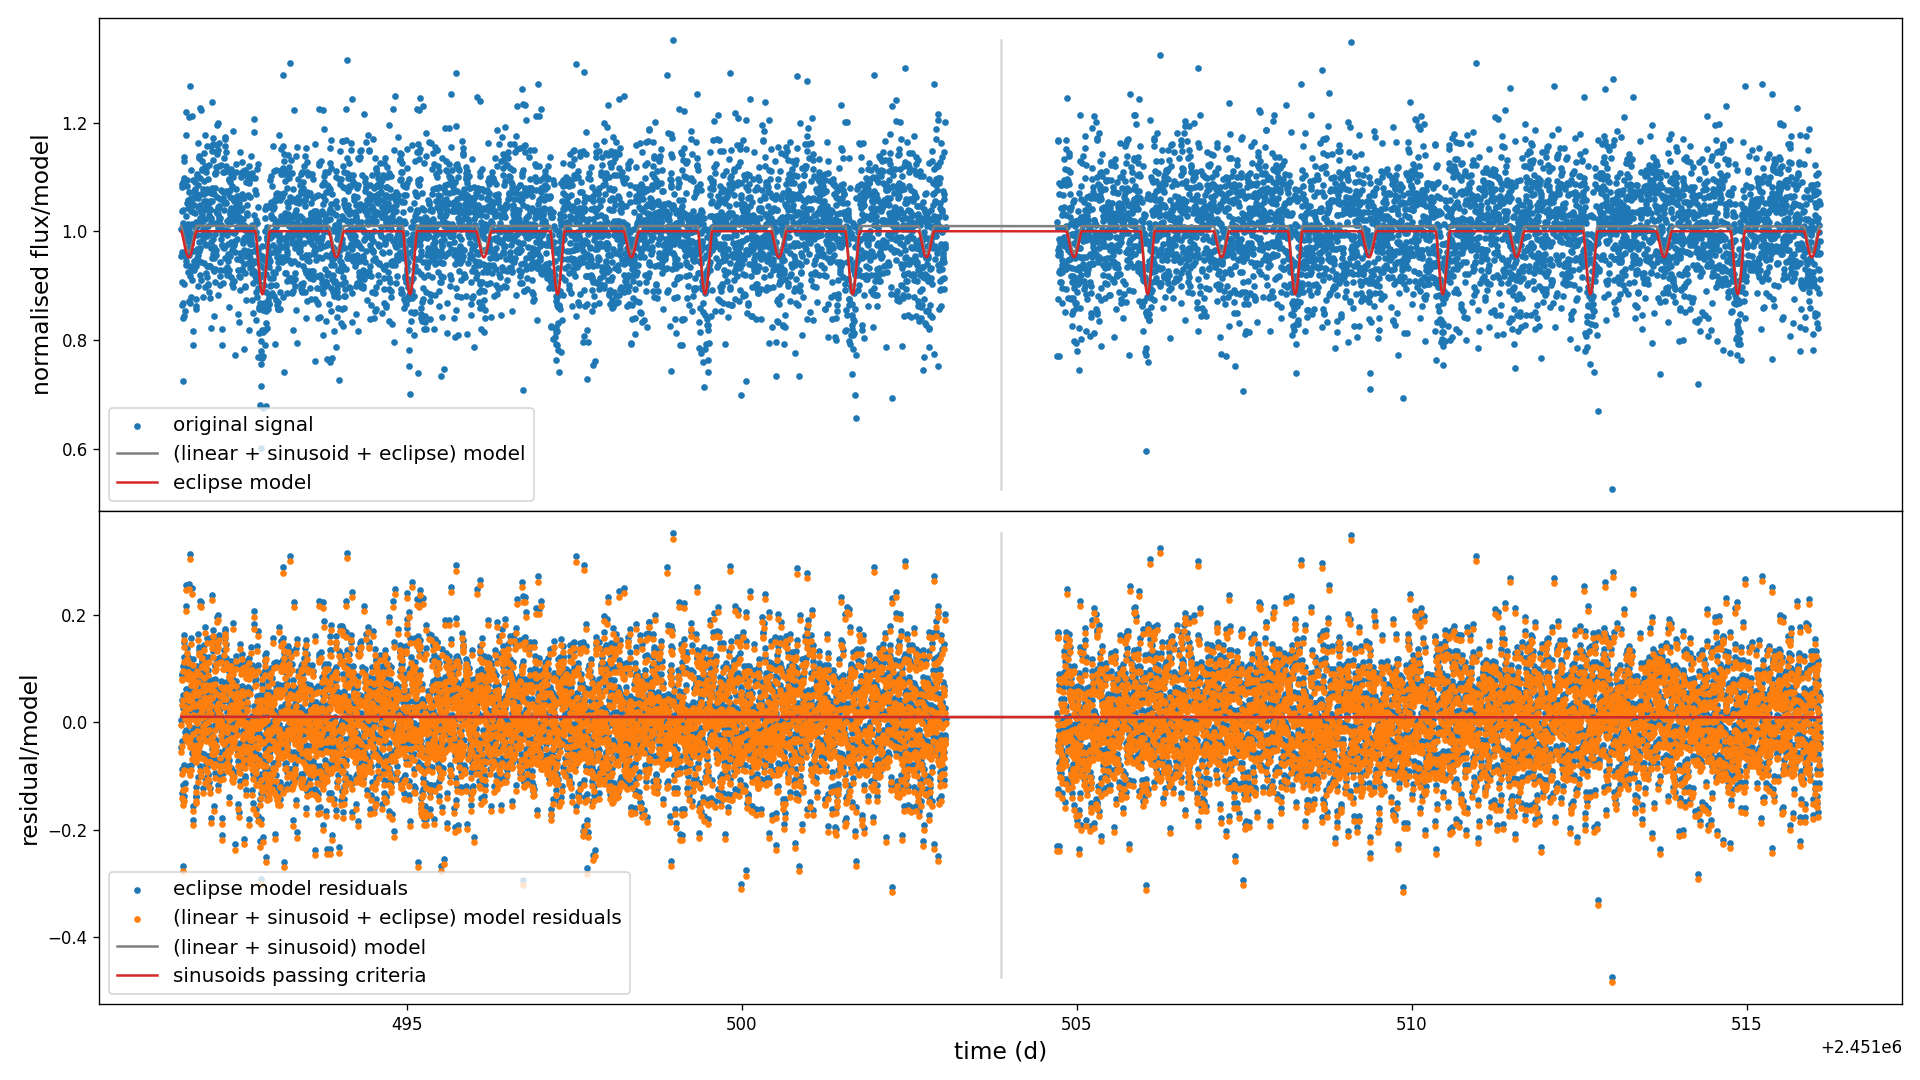 normalised flux/model
1.2
1.0
0.8
0.6
original signal
(linear + sinusoid + eclipse) model
eclipse model
residual/model
0.2
0.0
−0.2
−0.4
eclipse model residuals
(linear + sinusoid + eclipse) model residuals
(linear + sinusoid) model
sinusoids passing criteria
495
500
505
510
515
time (d)
+2.451e6